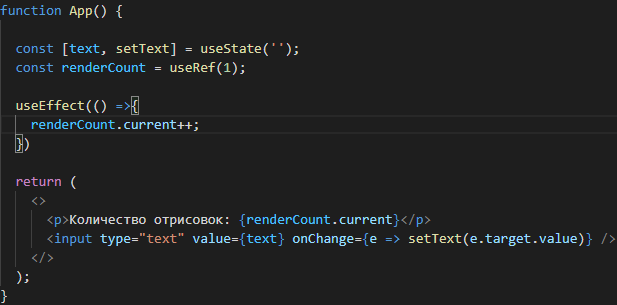 function App() {
const [text, setText] = useState('');
const renderCount = useRef(1);
useEffect(() =>{
renderCount.current++;
})
return (
<>
<p>Количество отрисовок: {renderCount.current}</p>
<input type="text" value={text} onChange={e => setText(e.target.value)} />
</>
);
}